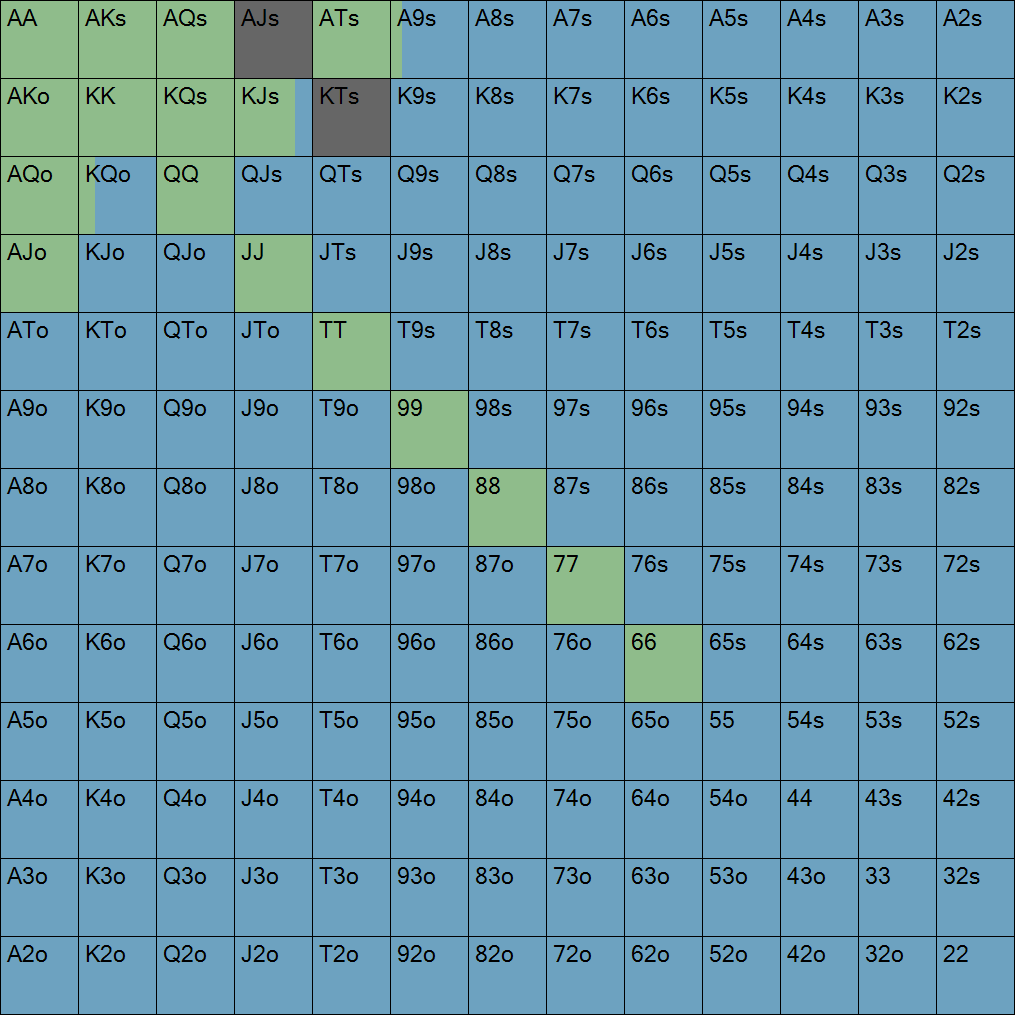 AA AKs AQs AJs ATs A9s A8s A7s A6s A5s A4s A3s A2s
AKo KK KQs KJs KTs K9s K8s K7s K6s K5s K4s K3s K2s
AQo KQo QQ QJs QTs Q9s Q8s Q7s Q6s Q5s Q4s Q3s Q2s
AJo KJo QJo JJ JTs J9s J8s J7s J6s J5s J4s J3s J2s
ATo KTo QTo JTo TT T9s T8s T7s T6s T5s T4s T3s T2s
A9o K9o Q9o J9o T9o 99 98s 97s 96s 95s 94s 93s 92s
A8o K8o Q8o J8o T8o 98o 88 87s 86s 85s 84s 83s 82s
A7o K7o Q7o J7o T7o 97o 87o 77 76s 75s 74s 73s 72s
A6o K6o Q6o J6o T6o 96o 86o 76o 66 65s 64s 63s 62s
A5o K5o Q5o J5o T5o 95o 85o 75o 65o 55 54s 53s 52s
A4o K4o Q4o J4o T4o 94o 84o 74o 64o 54o 44 43s 42s
A3o K3o Q3o J3o T3o 93o 83o 73o 63o 53o 43o 33 32s
A2o K2o Q2o J2o T2o 92o 82o 72o 62o 52o 42o 32o 22